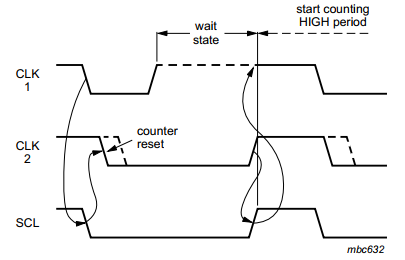 wait
state
start counting
HIGH period
CLK
1
counter
reset
CLK
2
SCL
mbc632